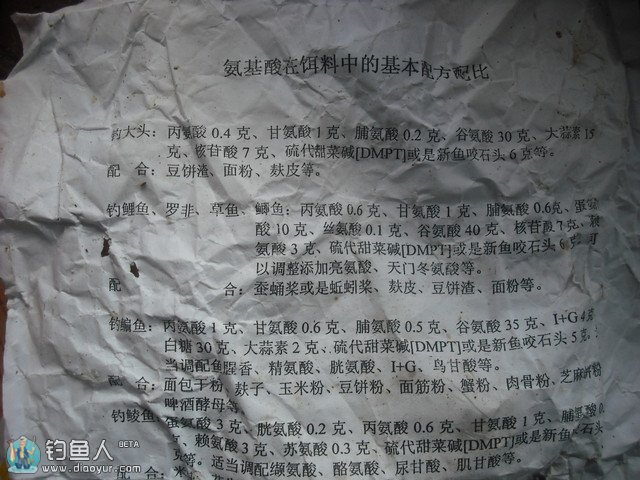 氨基酸在饵料中的基本配方配比
钓大头：丙氨酸 0.4 克、甘氨酸 1 克、脯氨酸 0.2 克、谷氨酸 30 克、大蒜素 15
克、核苷酸 7 克、硫代甜菜碱[DMPT]或是新鱼咬石头 6 克等。
配 合：豆饼渣、面粉、麸皮等。
钓鲤鱼、罗非、草鱼、鲫鱼：丙氨酸 0.6 克、甘氨酸 1 克、脯氨酸 0.6克、蛋氨
酸 10 克、丝氨酸 0.1 克、谷氨酸 40 克、核苷酸 7 克、
氨酸 3 克、硫代甜菜碱[DMPT]或是新鱼咬石头 6 克 可
以调整添加亮氨酸、天门冬氨酸等。
配 合：蚕蛹浆或是蚯蚓浆、麸皮、豆饼渣、面粉等。
钓鳊鱼：丙氨酸 1 克、甘氨酸 0.6 克、脯氨酸 0.5 克、谷氨酸 35 克、I+G 4 克
白糖 30 克、大蒜素 2 克、硫代甜菜碱[DMPT]或是新鱼咬石头 5 克
当调配鱼腥香、精氨酸、胱氨酸、I+G、鸟甘酸等。
配 合：面包干粉、麸子、玉米粉、豆饼粉、面筋粉、蟹粉、肉骨粉、芝麻 粉
啤酒酵母等
钓鲮鱼：蛋氨酸 3 克、胱氨酸 0.2 克、丙氨酸 0.6 克、甘氨酸 1 克、脯氨酸 0.
克、赖氨酸 3 克、苏氨酸 0.3 克、硫代甜菜碱[DMPT]或是新鱼咬石头
克等。适当调配缬氨酸、酪氨酸、尿甘酸、肌甘酸等。
配 合：米
钓鱼人 BETA
www.diaoyur.com